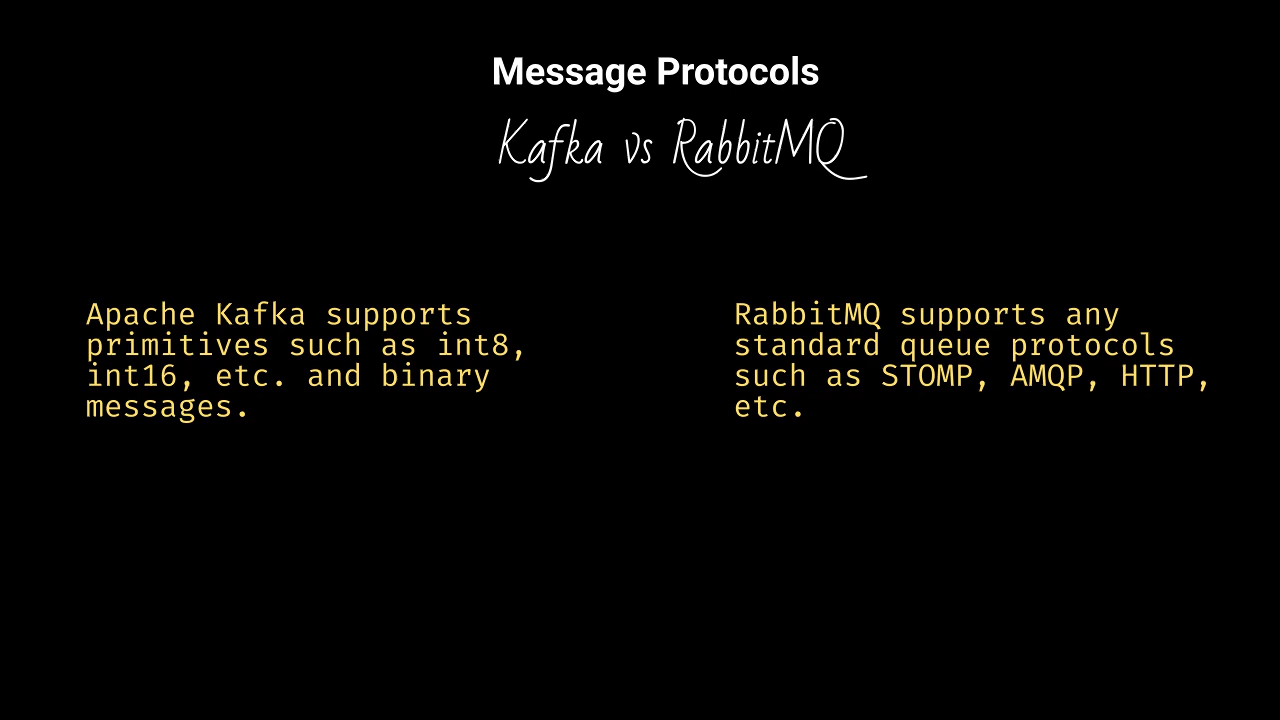 Message Protocols
Kafka vs RabbitMQ
Apache Kafka supports
primitives such as int8,
int16, etc. and binary
messages.
RabbitMQ supports any
standard queue protocols
such as STOMP, AMQP, HTTP,
etc.